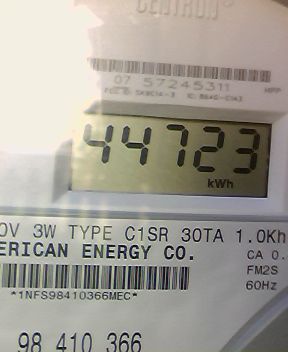 CENTRON®
07 57245311
44723
kWh
0V 3W TYPE C1SR 30TA 1.0Kh
ERICAN ENERGY CO.
CA 0.
FM2S
60Hz
*1NFS98410366MEC*
98 410 366